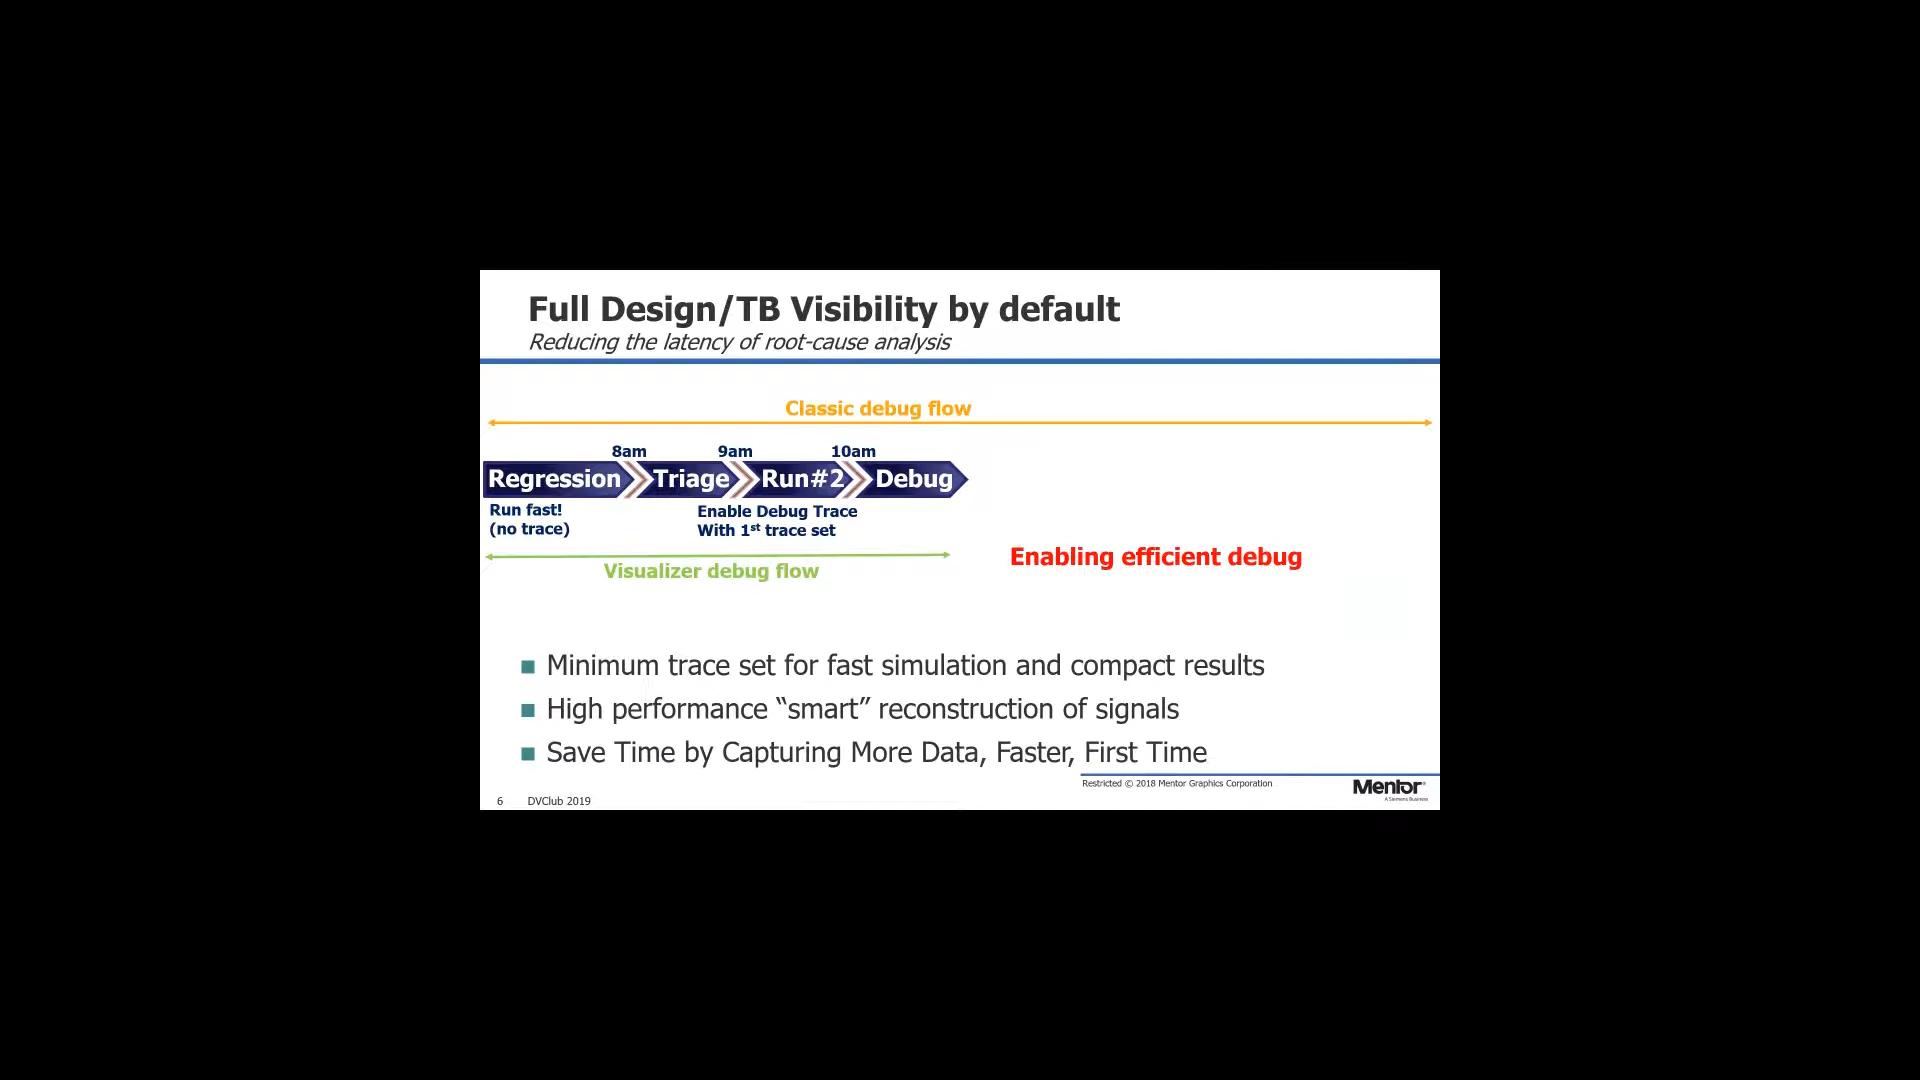 Full Design/TB Visibility by default
Reducing the latency of root-cause analysis
Classic debug flow
8am 9am 10am
Regression Triage Run#2 Debug
Run fast!
(no trace)
Enable Debug Trace
With 1st trace set
Visualizer debug flow
Enabling efficient debug
Minimum trace set for fast simulation and compact results
High performance “smart” reconstruction of signals
Save Time by Capturing More Data, Faster, First Time
Restricted © 2018 Mentor Graphics Corporation
Mentor®
A Siemens Business
6 DVClub 2019